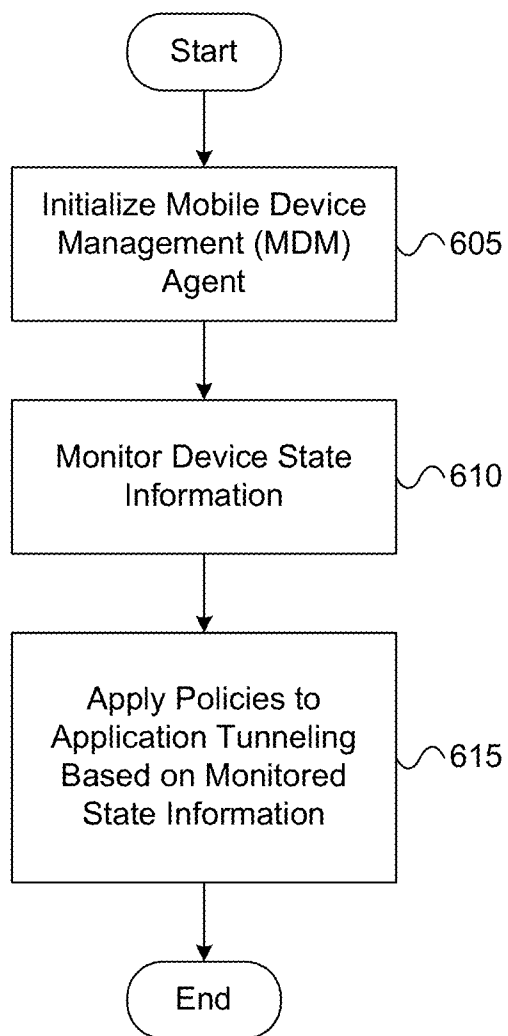 Start
Initialize Mobile Device
Management (MDM)
Agent
605
Monitor Device State
Information
610
Apply Policies to
Application Tunneling
Based on Monitored
State Information
615
End